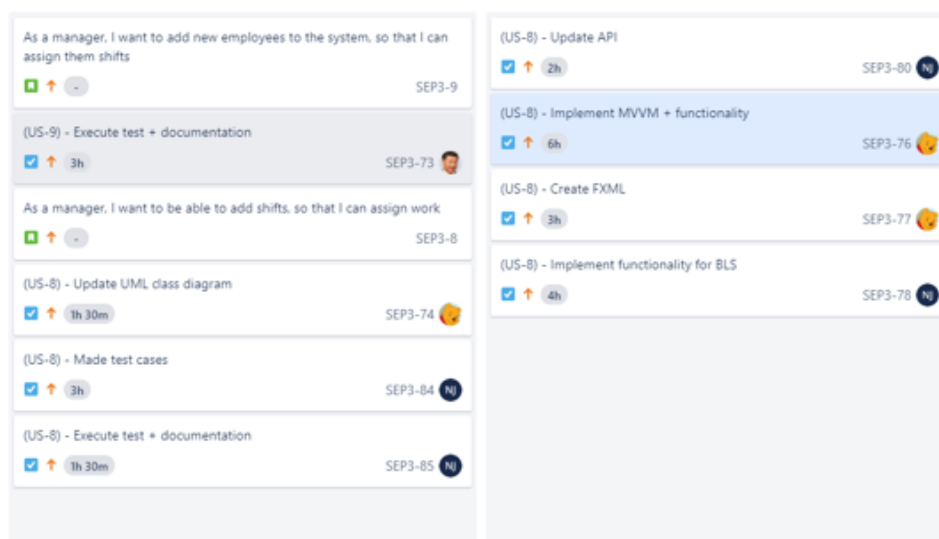 As a manager, I want to add new employees to the system, so that I can
assign them shifts
-
SEP3-9
(US-9) - Execute test + documentation
3h
SEP3-73
As a manager, I want to be able to add shifts, so that I can assign work
-
SEP3-8
(US-8) - Update UML class diagram
1h 30m
SEP3-74
(US-8) - Made test cases
3h
SEP3-84 NJ
(US-8) - Execute test + documentation
1h 30m
SEP3-85 NJ
(US-8) - Update API
2h
SEP3-80 NJ
(US-8) - Implement MVVM + functionality
6h
SEP3-76
(US-8) - Create FXML
3h
SEP3-77
(US-8) - Implement functionality for BLS
4h
SEP3-78 NJ